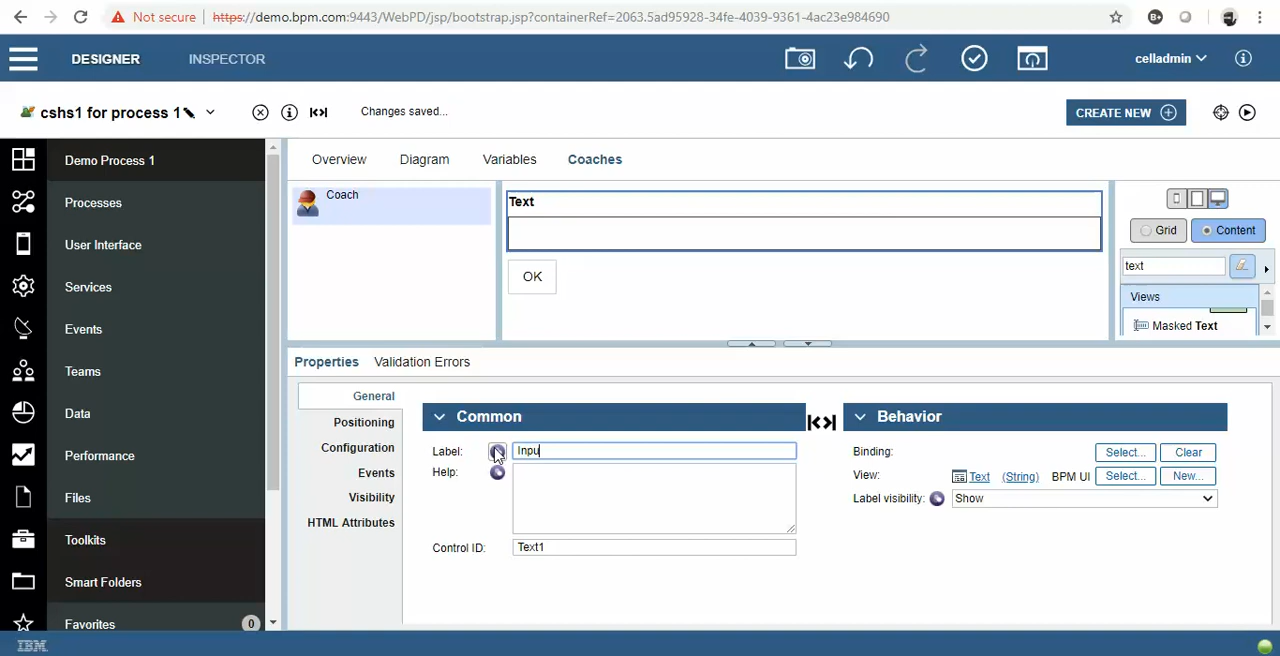 Not secure
https://demo.bpm.com:9443/WebPD/jsp/bootstrap.jsp?containerRef=2063.5ad95928-34fe-4039-9361-4ac23e984690
DESIGNER
INSPECTOR
celladmin
cshs1 for process 1
Changes saved...
CREATE NEW
Demo Process 1
Processes
User Interface
Services
Events
Teams
Data
Performance
Files
Toolkits
Smart Folders
Favorites
0
Overview
Diagram
Variables
Coaches
Coach
Text
OK
Grid
Content
text
Views
Masked Text
Properties
Validation Errors
General
Positioning
Configuration
Events
Visibility
HTML Attributes
Common
Label:
Inpu
Help:
Control ID:
Text1
Behavior
Binding:
Select...
Clear
View:
Text
(String)
BPM UI
Select...
New...
Label visibility:
Show
IBM